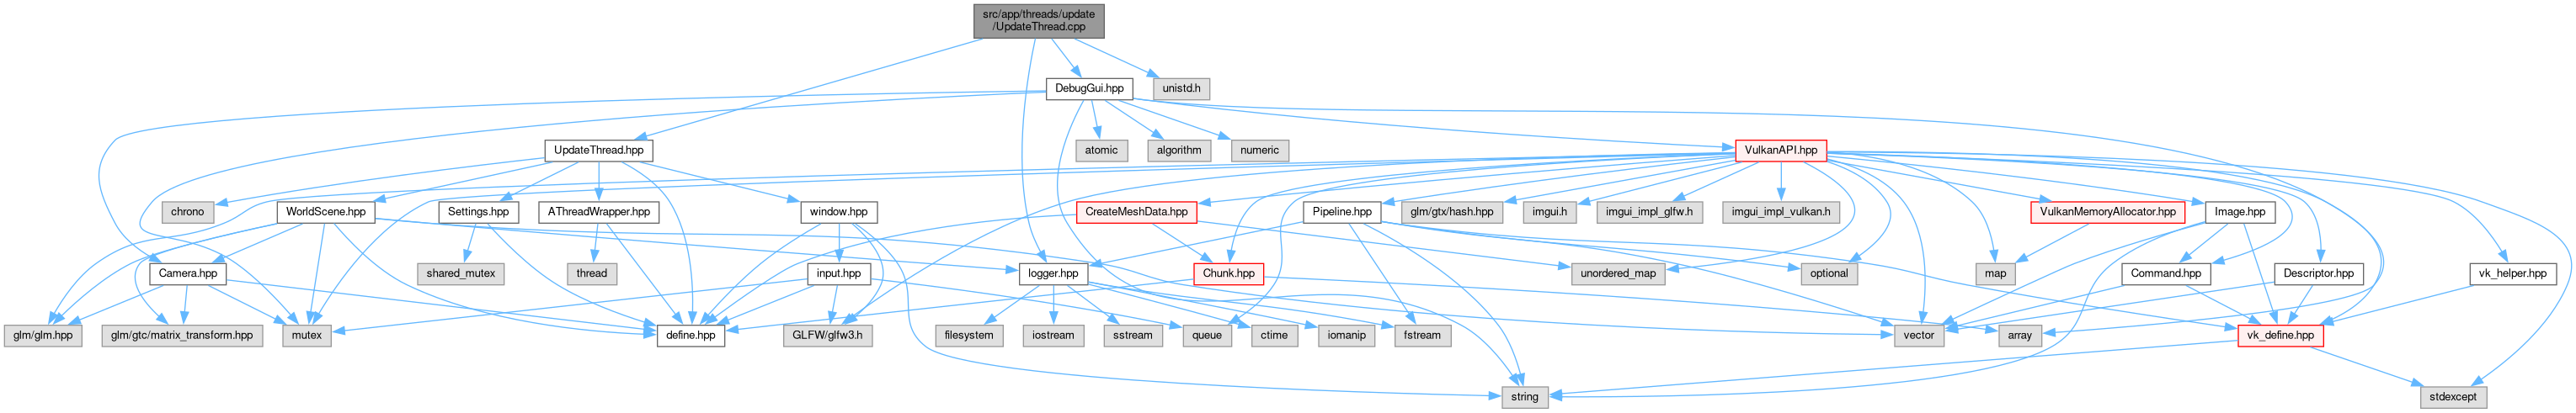 src/app/threads/update
/UpdateThread.cpp
DebugGui.hpp
unistd.h
UpdateThread.hpp
atomic
algorithm
numeric
VulkanAPI.hpp
chrono
WorldScene.hpp
Settings.hpp
AThreadWrapper.hpp
window.hpp
CreateMeshData.hpp
Pipeline.hpp
glm/gtx/hash.hpp
imgui.h
imgui_impl_glfw.h
imgui_impl_vulkan.h
VulkanMemoryAllocator.hpp
Image.hpp
Camera.hpp
shared_mutex
thread
input.hpp
logger.hpp
Chunk.hpp
unordered_map
optional
map
Command.hpp
Descriptor.hpp
vk_helper.hpp
glm/glm.hpp
glm/gtc/matrix_transform.hpp
mutex
define.hpp
GLFW/glfw3.h
filesystem
iostream
sstream
queue
ctime
iomanip
fstream
vector
array
vk_define.hpp
string
stdexcept